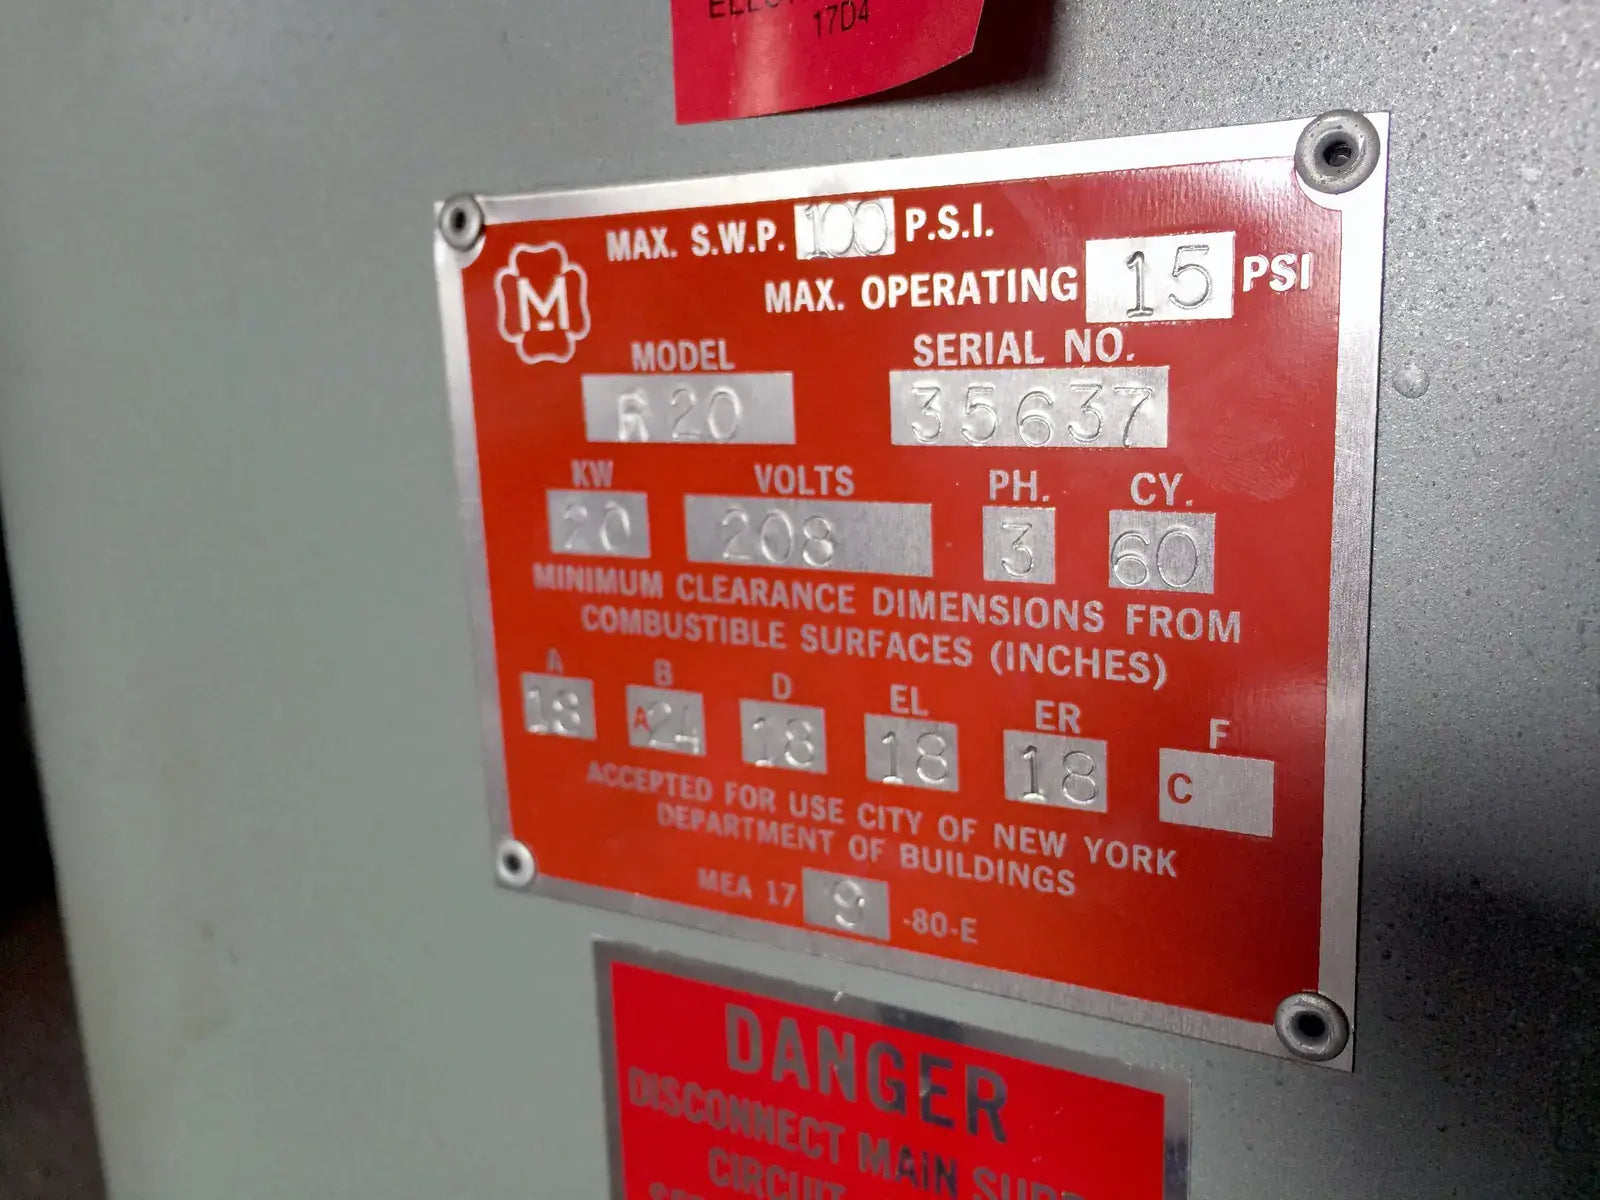 17D4
MAX. S.W.P. 100 P.S.I.
MAX. OPERATING 15 PSI
M
MODEL SERIAL NO.
R20 35637
KW VOLTS PH. CY.
20 208 3 60
MINIMUM CLEARANCE DIMENSIONS FROM
COMBUSTIBLE SURFACES (INCHES)
A B D EL ER F
18 A24 18 18 18 C
ACCEPTED FOR USE CITY OF NEW YORK
DEPARTMENT OF BUILDINGS
MEA 17 9 -80-E
DANGER
DISCONNECT MAIN
CIRCUIT